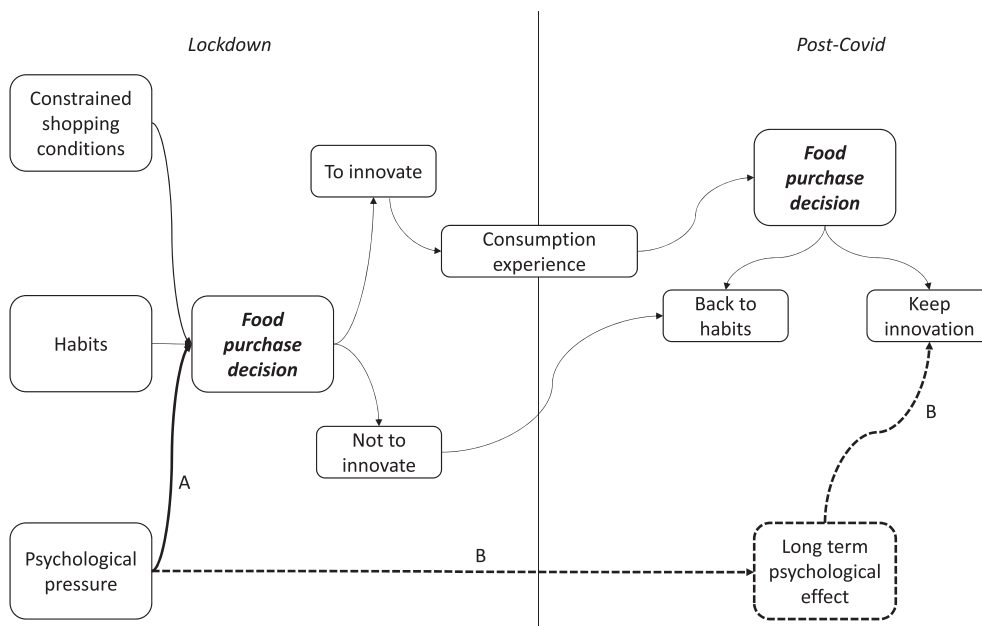 Lockdown
Post-Covid
Constrained
shopping
conditions
To innovate
Food
purchase
decision
Consumption
experience
Habits
Food
purchase
decision
Back to
habits
Keep
innovation
B
Not to
innovate
A
Psychological
pressure
B
Long term
psychological
effect